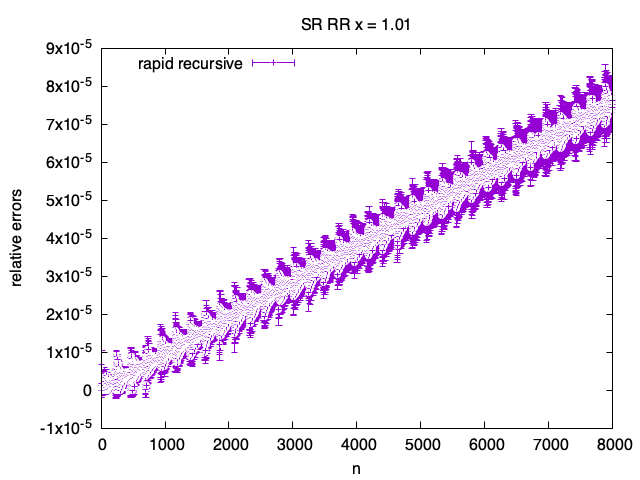 SR RR x = 1.01
9x10^-5
rapid recursive
8x10^-5
7x10^-5
6x10^-5
5x10^-5
relative errors
4x10^-5
3x10^-5
2x10^-5
1x10^-5
0
-1x10^-5
0 1000 2000 3000 4000 5000 6000 7000 8000
n